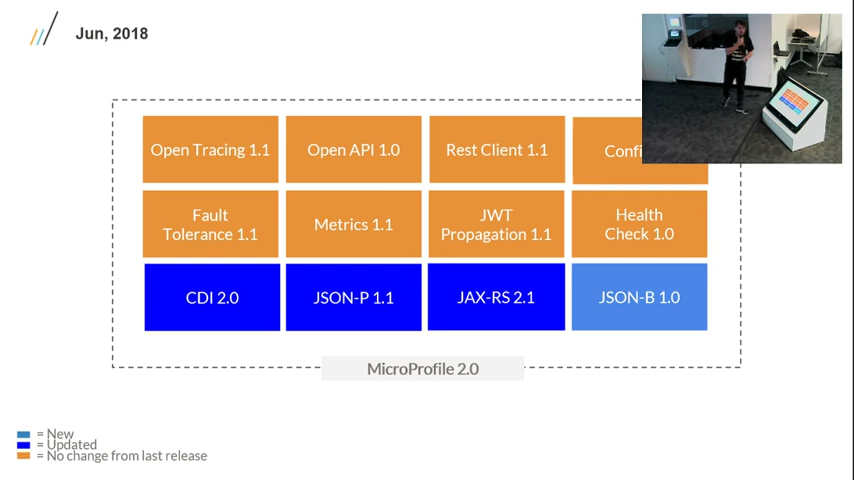 Jun, 2018
Open Tracing 1.1
Open API 1.0
Rest Client 1.1
Fault
Tolerance 1.1
Metrics 1.1
JWT
Propagation 1.1
Health
Check 1.0
CDI 2.0
JSON-P 1.1
JAX-RS 2.1
JSON-B 1.0
MicroProfile 2.0
= New
= Updated
= No change from last release